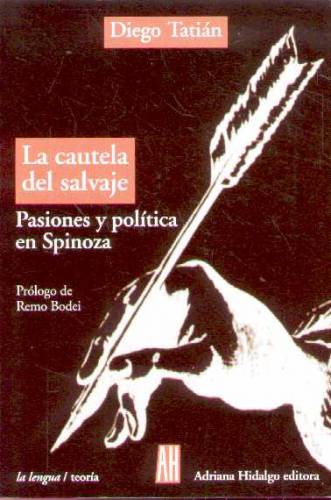 Diego Tatián
La cautela
del salvaje
Pasiones y política
en Spinoza
Prólogo de
Remo Bodei
la lengua / teoría
AH
Adriana Hidalgo editora